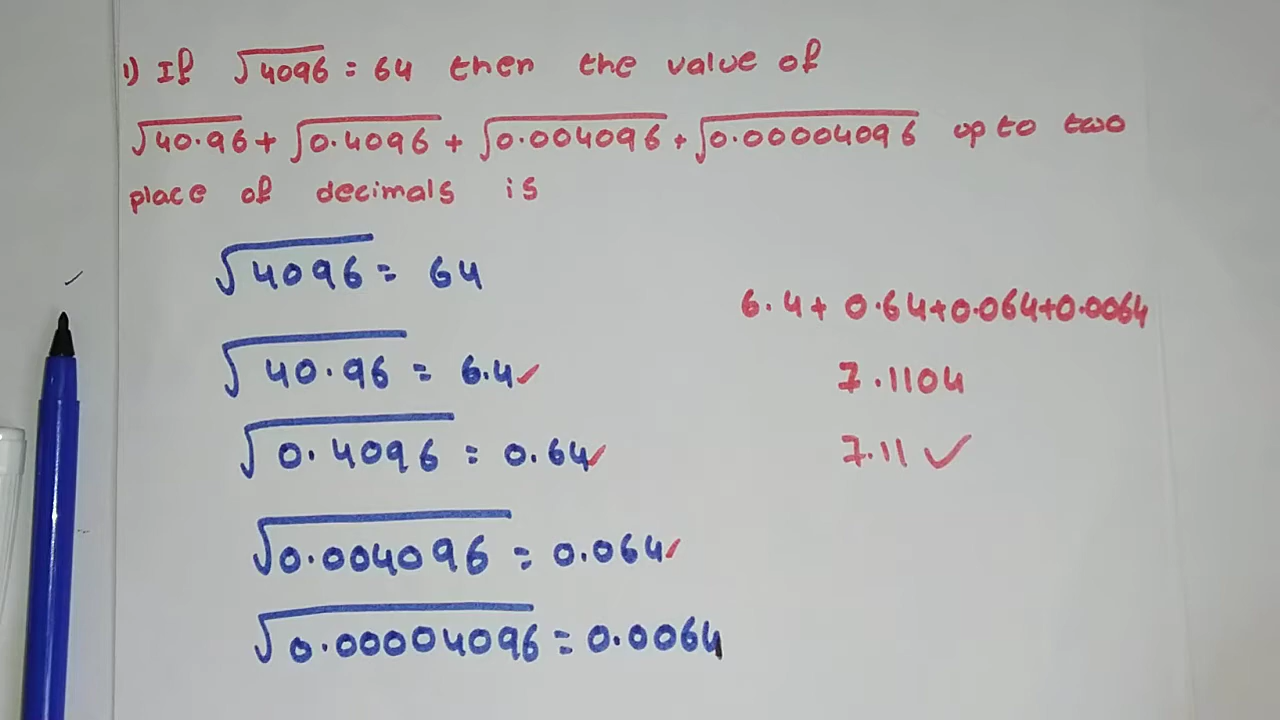 1) If √4096 = 64 then the value of
√40.96 + √0.4096 + √0.004096 + √0.00004096 up to two
place of decimals is
√4096 = 64
√40.96 = 6.4 ✓
√0.4096 = 0.64 ✓
√0.004096 = 0.064 ✓
√0.00004096 = 0.0064
6.4 + 0.64 + 0.064 + 0.0064
7.1104
7.11 ✓